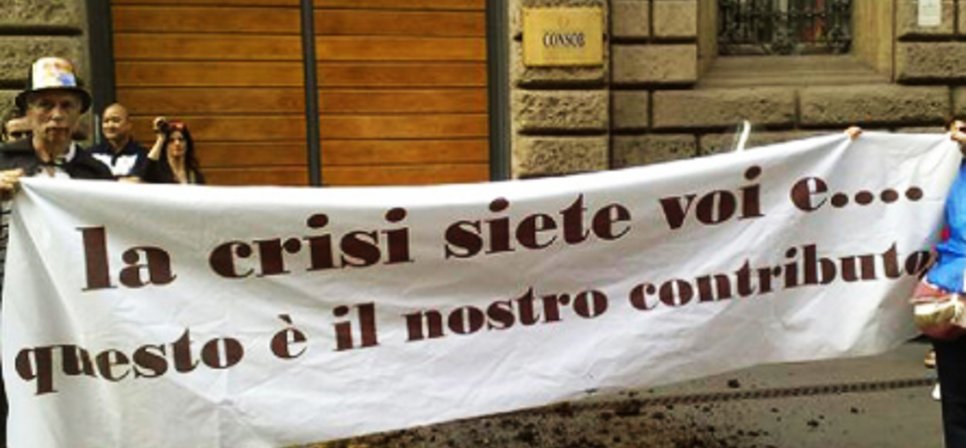 CONSOB
la crisi siete voi e....
questo è il nostro contributo